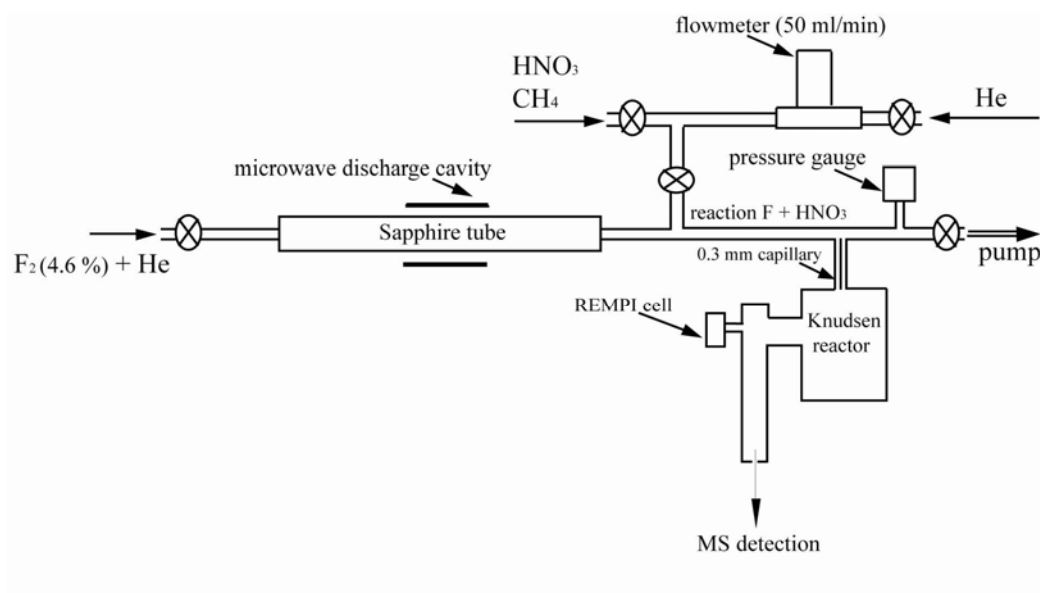 flowmeter (50 ml/min)
HNO₃
CH₄
He
pressure gauge
microwave discharge cavity
reaction F + HNO₃
Sapphire tube
F₂ (4.6 %) + He
pump
0.3 mm capillary
REMPI cell
Knudsen
reactor
MS detection